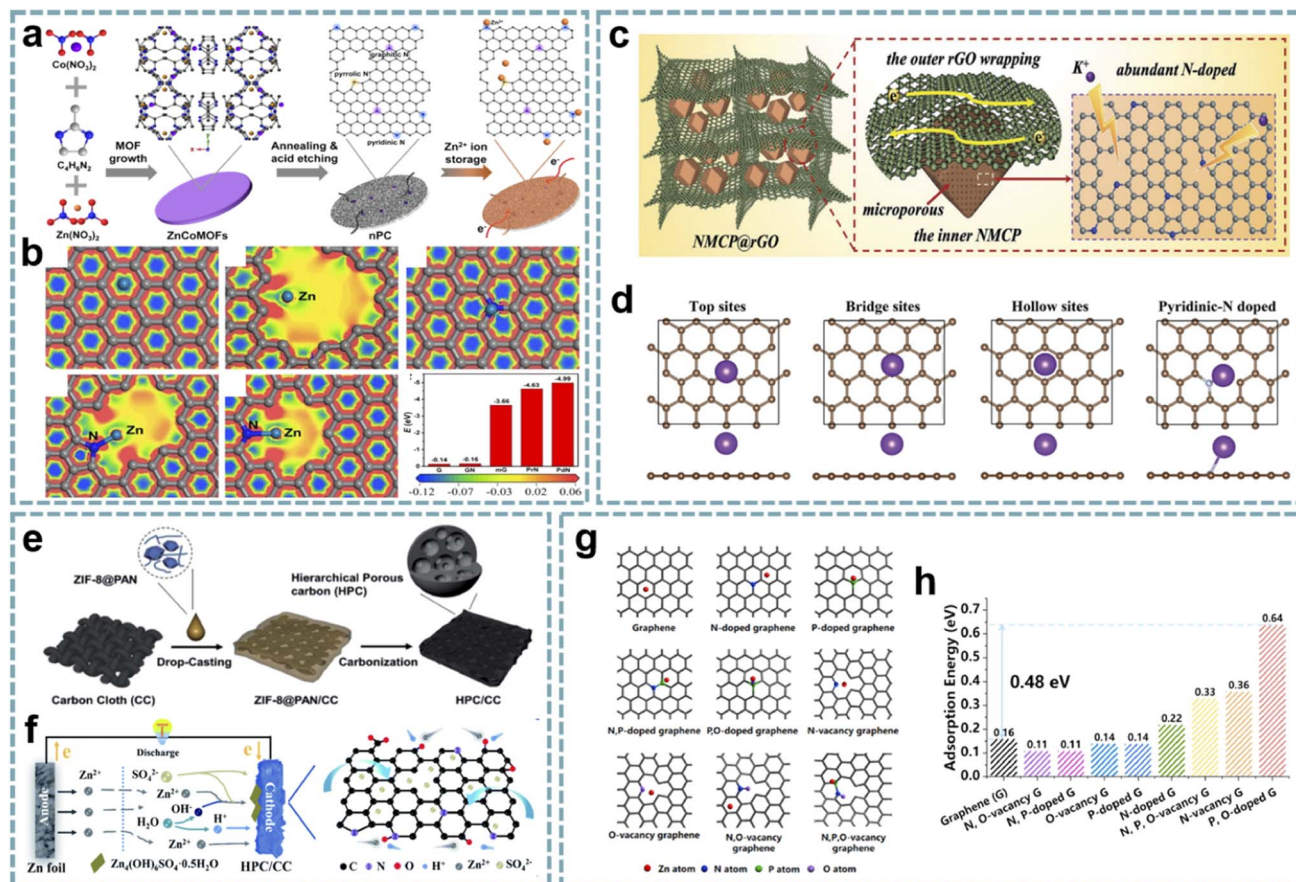 a
Co(NO₃)₂
C₄H₆N₂
Zn(NO₃)₂
MOF
growth
ZnCoMOFs
Annealing &
acid etching
graphitic N
pyrrolic N
pyridinic N
nPC
Zn²⁺ ion
storage
Zn²⁺
e⁻
e⁻
b
Zn
N
Zn
N
Zn
E (eV)
-0.14
-0.15
-3.66
-4.63
-4.99
G
GN
mG
PrN
PdN
-0.12
-0.07
-0.03
0.02
0.06
c
NMCP@rGO
the outer rGO wrapping
e⁻
e⁻
microporous
the inner NMCP
K⁺
abundant N-doped
d
Top sites
Bridge sites
Hollow sites
Pyridinic-N doped
e
ZIF-8@PAN
Hierarchical Porous
carbon (HPC)
Drop-Casting
Carbonization
Carbon Cloth (CC)
ZIF-8@PAN/CC
HPC/CC
f
e
Discharge
e
Anode
Zn²⁺
SO₄²⁻
Zn²⁺
OH⁻
H₂O
H⁺
Zn²⁺
Cathode
Zn foil
Zn₄(OH)₆SO₄·0.5H₂O
HPC/CC
C
N
O
H⁺
Zn²⁺
SO₄²⁻
g
Graphene
N-doped graphene
P-doped graphene
N,P-doped graphene
P,O-doped graphene
N-vacancy graphene
O-vacancy graphene
N,O-vacancy
graphene
N,P,O-vacancy
graphene
Zn atom
N atom
P atom
O atom
h
Adsorption Energy (eV)
0.8
0.7
0.6
0.5
0.4
0.3
0.2
0.1
0.0
0.48 eV
0.16
0.11
0.11
0.14
0.14
0.22
0.33
0.36
0.64
Graphene (G)
N, O-vacancy G
N, P-doped G
O-vacancy G
P-doped G
N-doped G
N, P, O-vacancy G
N-vacancy G
P, O-doped G